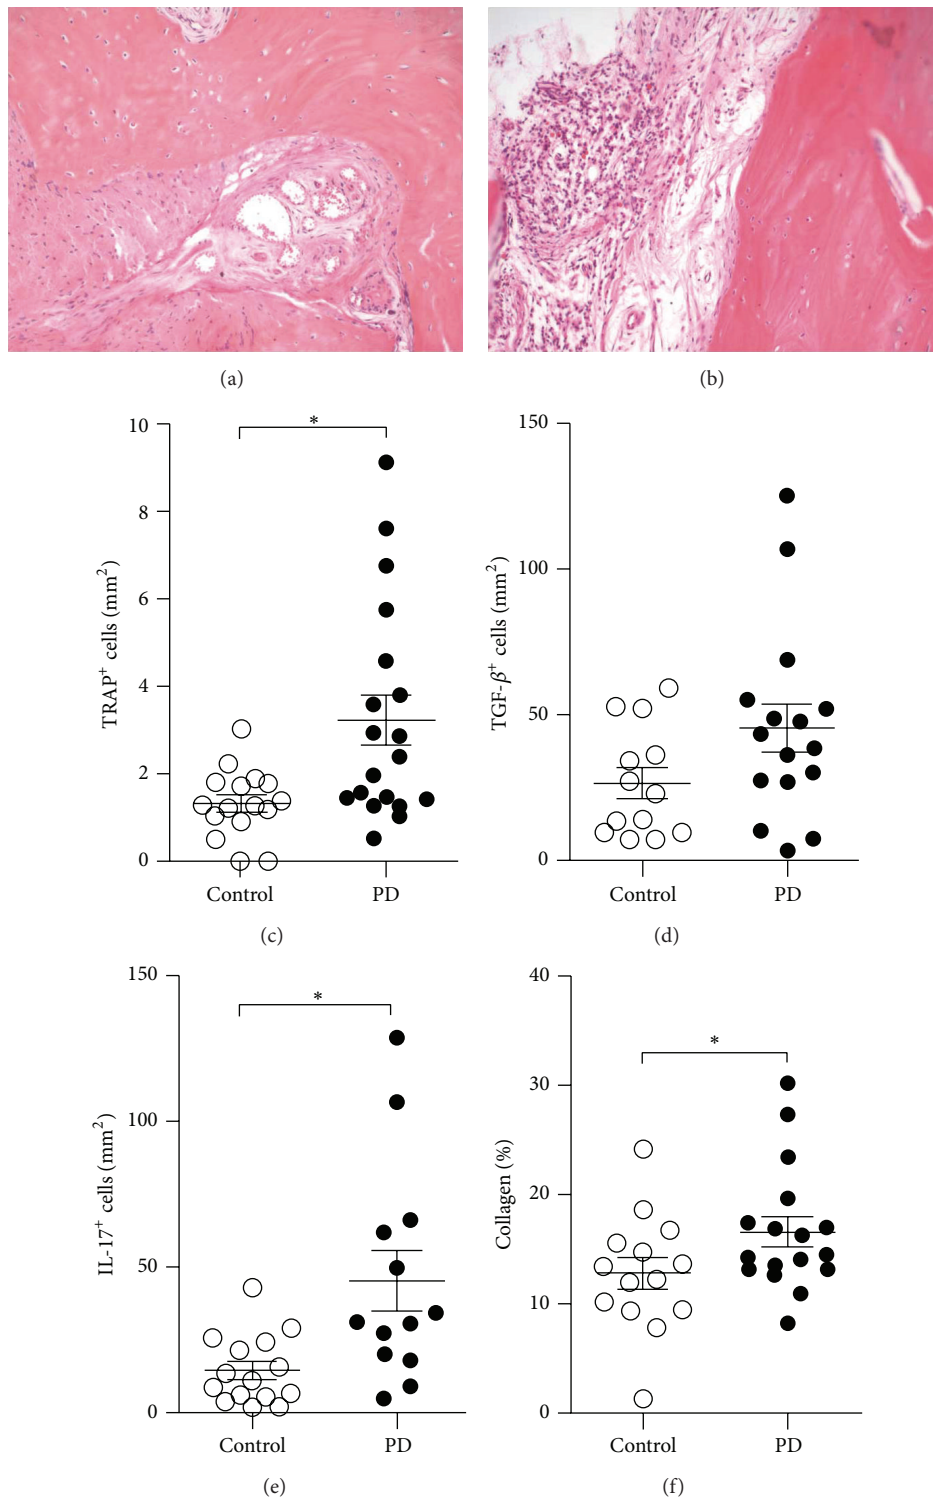 (a)
(b)
*
10
8
6
4
2
0
TRAP⁺ cells (mm²)
Control
PD
(c)
150
100
50
0
TGF-β⁺ cells (mm²)
Control
PD
(d)
*
150
100
50
0
IL-17⁺ cells (mm²)
Control
PD
(e)
*
40
30
20
10
0
Collagen (%)
Control
PD
(f)